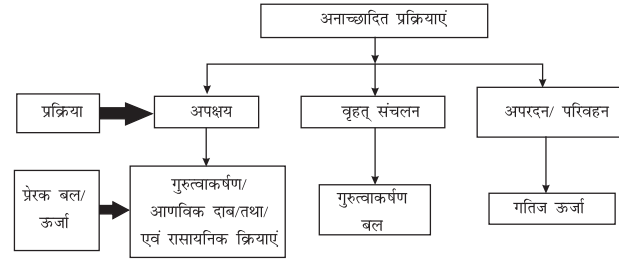 अनाच्छादित प्रक्रियाएं
प्रक्रिया
अपक्षय
वृहत् संचलन
अपरदन/ परिवहन
प्रेरक बल/
ऊर्जा
गुरुत्वाकर्षण/
आणविक दाब/तथा/
एवं रासायनिक क्रियाएं
गुरुत्वाकर्षण
बल
गतिज ऊर्जा